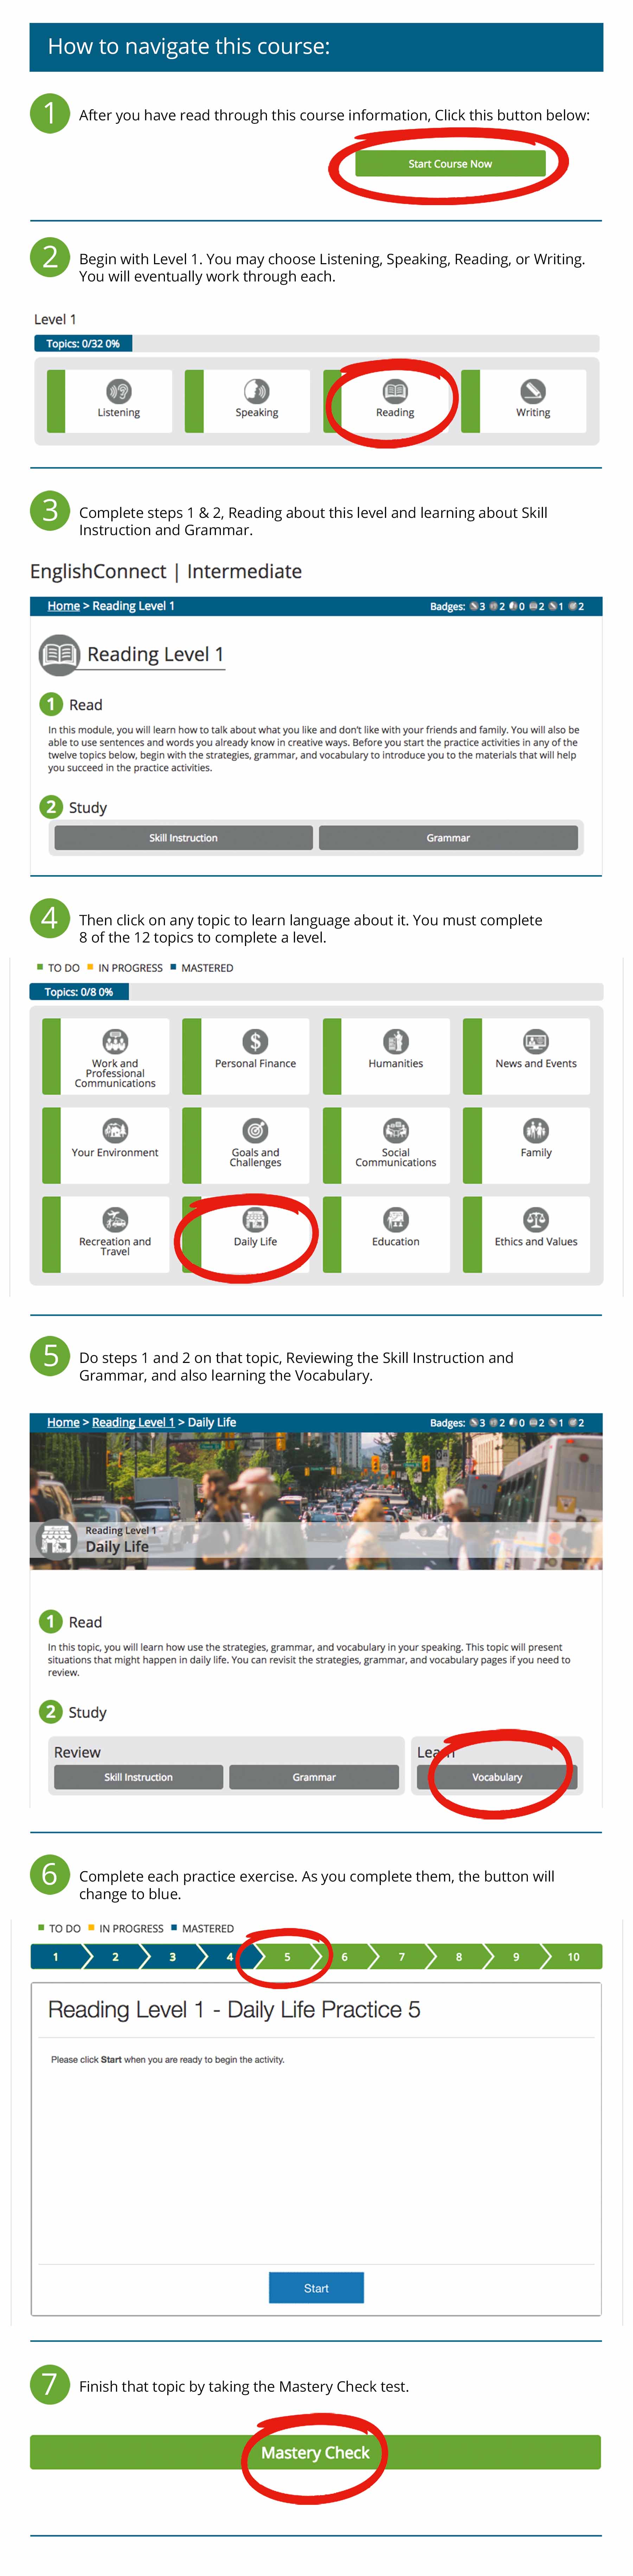 How to navigate this course:
1
After you have read through this course information, Click this button below:
Start Course Now
2
Begin with Level 1. You may choose Listening, Speaking, Reading, or Writing.
You will eventually work through each.
Level 1
Topics: 0/32 0%
Listening Speaking Reading Writing
3
Complete steps 1 & 2, Reading about this level and learning about Skill
Instruction and Grammar.
EnglishConnect | Intermediate
Home > Reading Level 1 Badges: 3 2 0 2 1 2
Reading Level 1
1 Read
In this module, you will learn how to talk about what you like and don't like with your friends and family. You will also be
able to use sentences and words you already know in creative ways. Before you start the practice activities in any of the
twelve topics below, begin with the strategies, grammar, and vocabulary to introduce you to the materials that will help
you succeed in the practice activities.
2 Study
Skill Instruction Grammar
4
Then click on any topic to learn language about it. You must complete
8 of the 12 topics to complete a level.
TO DO IN PROGRESS MASTERED
Topics: 0/8 0%
Work and
Professional
Communications
Personal Finance
Humanities
News and Events
Your Environment
Goals and
Challenges
Social
Communications
Family
Recreation and
Travel
Daily Life
Education
Ethics and Values
5
Do steps 1 and 2 on that topic, Reviewing the Skill Instruction and
Grammar, and also learning the Vocabulary.
Home > Reading Level 1 > Daily Life Badges: 3 2 0 2 1 2
Reading Level 1
Daily Life
1 Read
In this topic, you will learn how use the strategies, grammar, and vocabulary in your speaking. This topic will present
situations that might happen in daily life. You can revisit the strategies, grammar, and vocabulary pages if you need to
review.
2 Study
Review Learn
Skill Instruction Grammar Vocabulary
6
Complete each practice exercise. As you complete them, the button will
change to blue.
TO DO IN PROGRESS MASTERED
1 2 3 4 5 6 7 8 9 10
Reading Level 1 - Daily Life Practice 5
Please click Start when you are ready to begin the activity.
Start
7
Finish that topic by taking the Mastery Check test.
Mastery Check